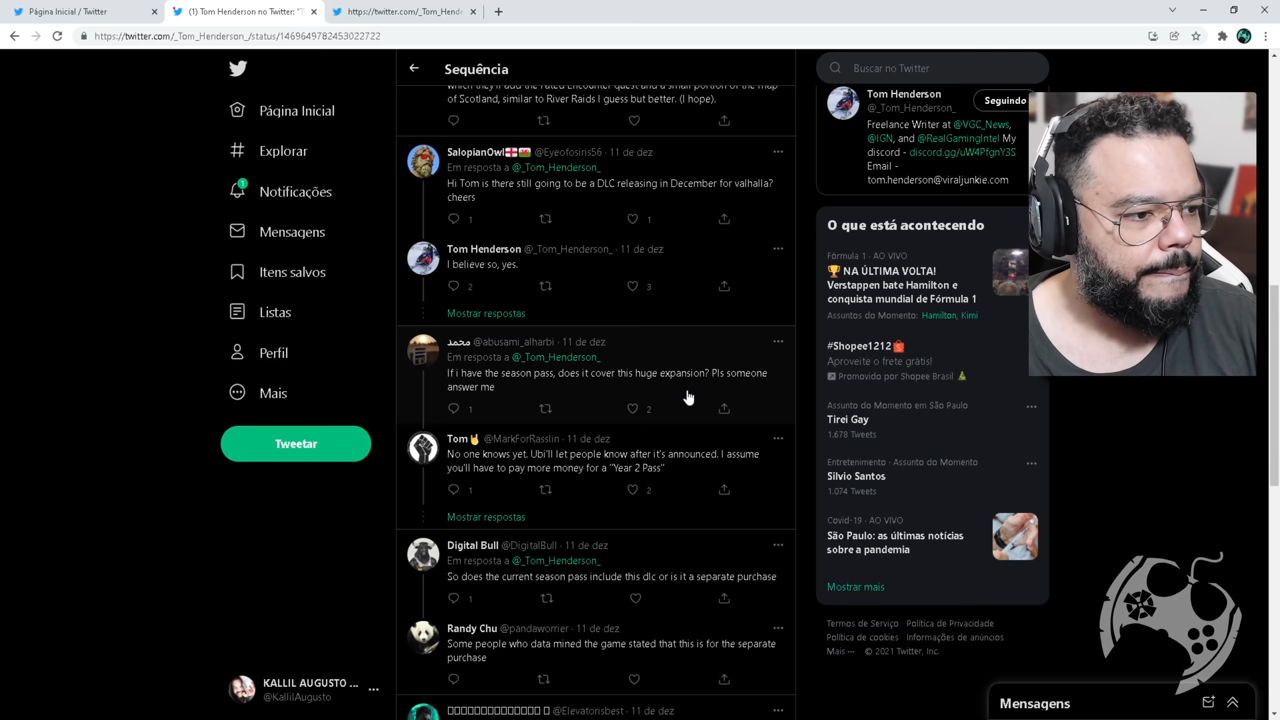 Página Inicial / Twitter
(1) Tom Henderson no Twitter: "T
https://twitter.com/_Tom_Hende
https://twitter.com/_Tom_Henderson_/status/1469649782453022722
Página Inicial
Explorar
1
Notificações
Mensagens
Itens salvos
Listas
Perfil
Mais
Tweetar
KALLIL AUGUSTO ...
@KallilAugusto
Sequência
which they'll add the Fated Encounter quest and a small portion of the map
of Scotland, similar to River Raids I guess but better. (I hope).
SalopianOwl @Eyeofosiris56 · 11 de dez
Em resposta a @_Tom_Henderson_
Hi Tom is there still going to be a DLC releasing in December for valhalla?
cheers
1 1
Tom Henderson @_Tom_Henderson_ · 11 de dez
I believe so, yes.
2 3
Mostrar respostas
محمد @abusami_alharbi · 11 de dez
Em resposta a @_Tom_Henderson_
If i have the season pass, does it cover this huge expansion? Pls someone
answer me
1 2
Tom @MarkForRasslin · 11 de dez
No one knows yet. Ubi'll let people know after it's announced. I assume
you'll have to pay more money for a "Year 2 Pass"
1 2
Mostrar respostas
Digital Bull @DigitalBull · 11 de dez
Em resposta a @_Tom_Henderson_
So does the current season pass include this dlc or is it a separate purchase
1
Randy Chu @pandaworrier · 11 de dez
Some people who data mined the game stated that this is for the separate
purchase
@Elevatorisbest · 11 de dez
Buscar no Twitter
Tom Henderson
@_Tom_Henderson_
Seguindo
Freelance Writer at @VGC_News,
@IGN, and @RealGamingIntel My
discord - discord.gg/uW4PfgnY3S
Email -
tom.henderson@viraljunkie.com
O que está acontecendo
Fórmula 1 · AO VIVO
NA ÚLTIMA VOLTA!
Verstappen bate Hamilton e
conquista mundial de Fórmula 1
Assuntos do Momento: Hamilton, Kimi
#Shopee1212
Aproveite o frete grátis!
Promovido por Shopee Brasil
Assunto do Momento em São Paulo
Tirei Gay
1.678 Tweets
Entretenimento · Assunto do Momento
Silvio Santos
1.074 Tweets
Covid-19 · AO VIVO
São Paulo: as últimas notícias
sobre a pandemia
Mostrar mais
Termos de Serviço Política de Privacidade
Política de cookies Informações de anúncios
Mais ··· © 2021 Twitter, Inc.
Mensagens